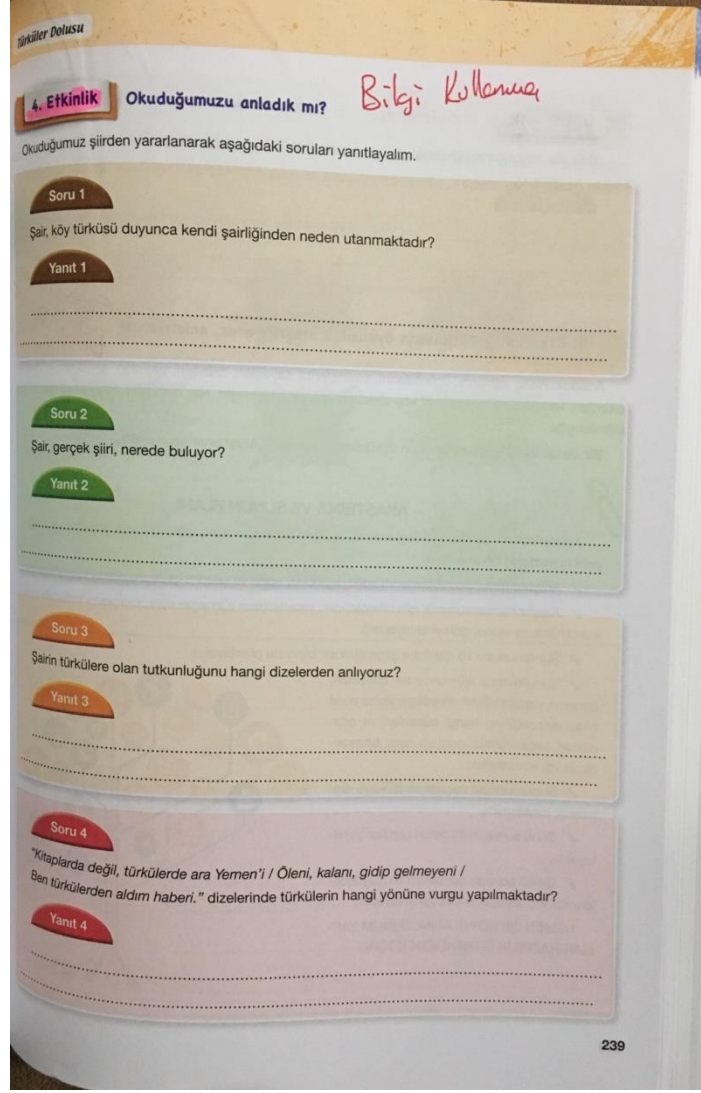 Türküler Dolusu
4. Etkinlik Okuduğumuzu anladık mı? Bilgi Kullanma
Okuduğumuz şiirden yararlanarak aşağıdaki soruları yanıtlayalım.
Soru 1
Şair, köy türküsü duyunca kendi şairliğinden neden utanmaktadır?
Yanıt 1
Soru 2
Şair, gerçek şiiri, nerede buluyor?
Yanıt 2
Soru 3
Şairin türkülere olan tutkunluğunu hangi dizelerden anlıyoruz?
Yanıt 3
Soru 4
"Kitaplarda değil, türkülerde ara Yemen'i / Öleni, kalanı, gidip gelmeyeni /
Ben türkülerden aldım haberi." dizelerinde türkülerin hangi yönüne vurgu yapılmaktadır?
Yanıt 4
239